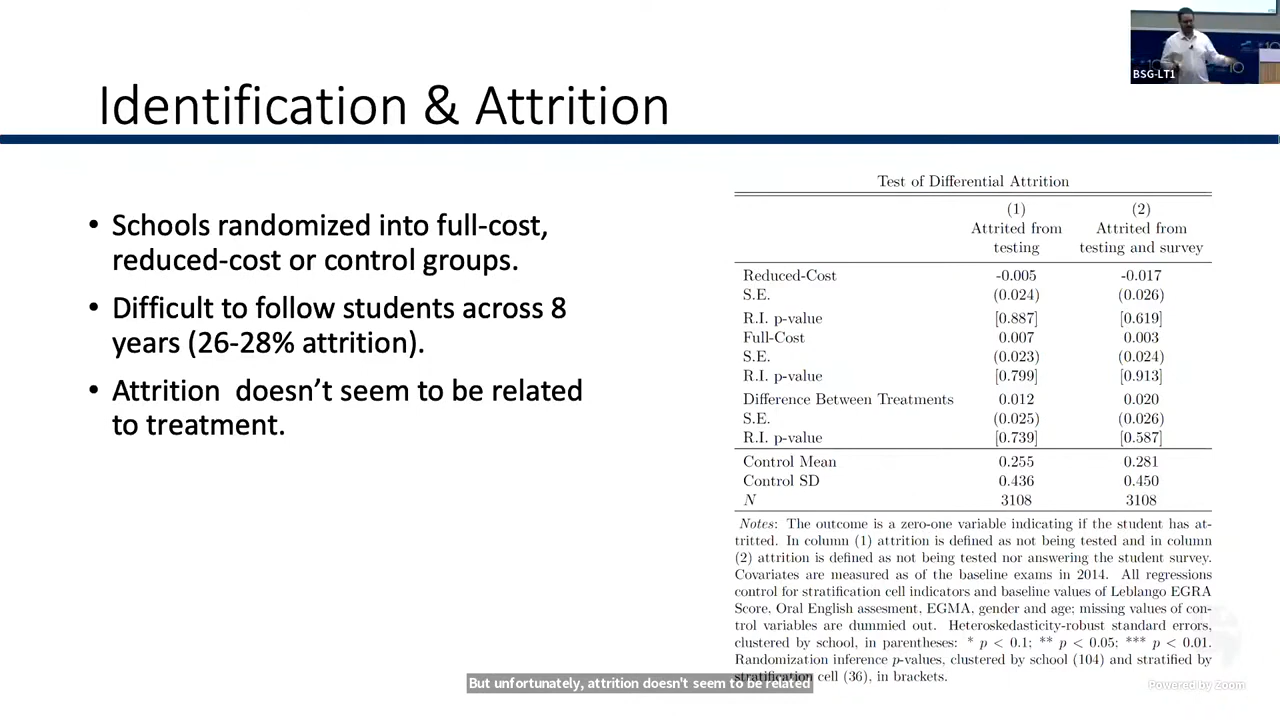 BSG-LT1
Identification & Attrition
• Schools randomized into full-cost,
reduced-cost or control groups.
• Difficult to follow students across 8
years (26-28% attrition).
• Attrition doesn't seem to be related
to treatment.
Test of Differential Attrition
(1) (2)
Attrited from Attrited from
testing testing and survey
Reduced-Cost -0.005 -0.017
S.E. (0.024) (0.026)
R.I. p-value [0.887] [0.619]
Full-Cost 0.007 0.003
S.E. (0.023) (0.024)
R.I. p-value [0.799] [0.913]
Difference Between Treatments 0.012 0.020
S.E. (0.025) (0.026)
R.I. p-value [0.739] [0.587]
Control Mean 0.255 0.281
Control SD 0.436 0.450
N 3108 3108
Notes: The outcome is a zero-one variable indicating if the student has at-
tritted. In column (1) attrition is defined as not being tested and in column
(2) attrition is defined as not being tested nor answering the student survey.
Covariates are measured as of the baseline exams in 2014. All regressions
control for stratification cell indicators and baseline values of Leblango EGRA
Score, Oral English assesment, EGMA, gender and age; missing values of con-
trol variables are dummied out. Heteroskedasticity-robust standard errors,
clustered by school, in parentheses: * p < 0.1; ** p < 0.05; *** p < 0.01.
Randomization inference p-values, clustered by school (104) and stratified by
stratification cell (36), in brackets.
But unfortunately, attrition doesn't seem to be related
Powered by Zoom